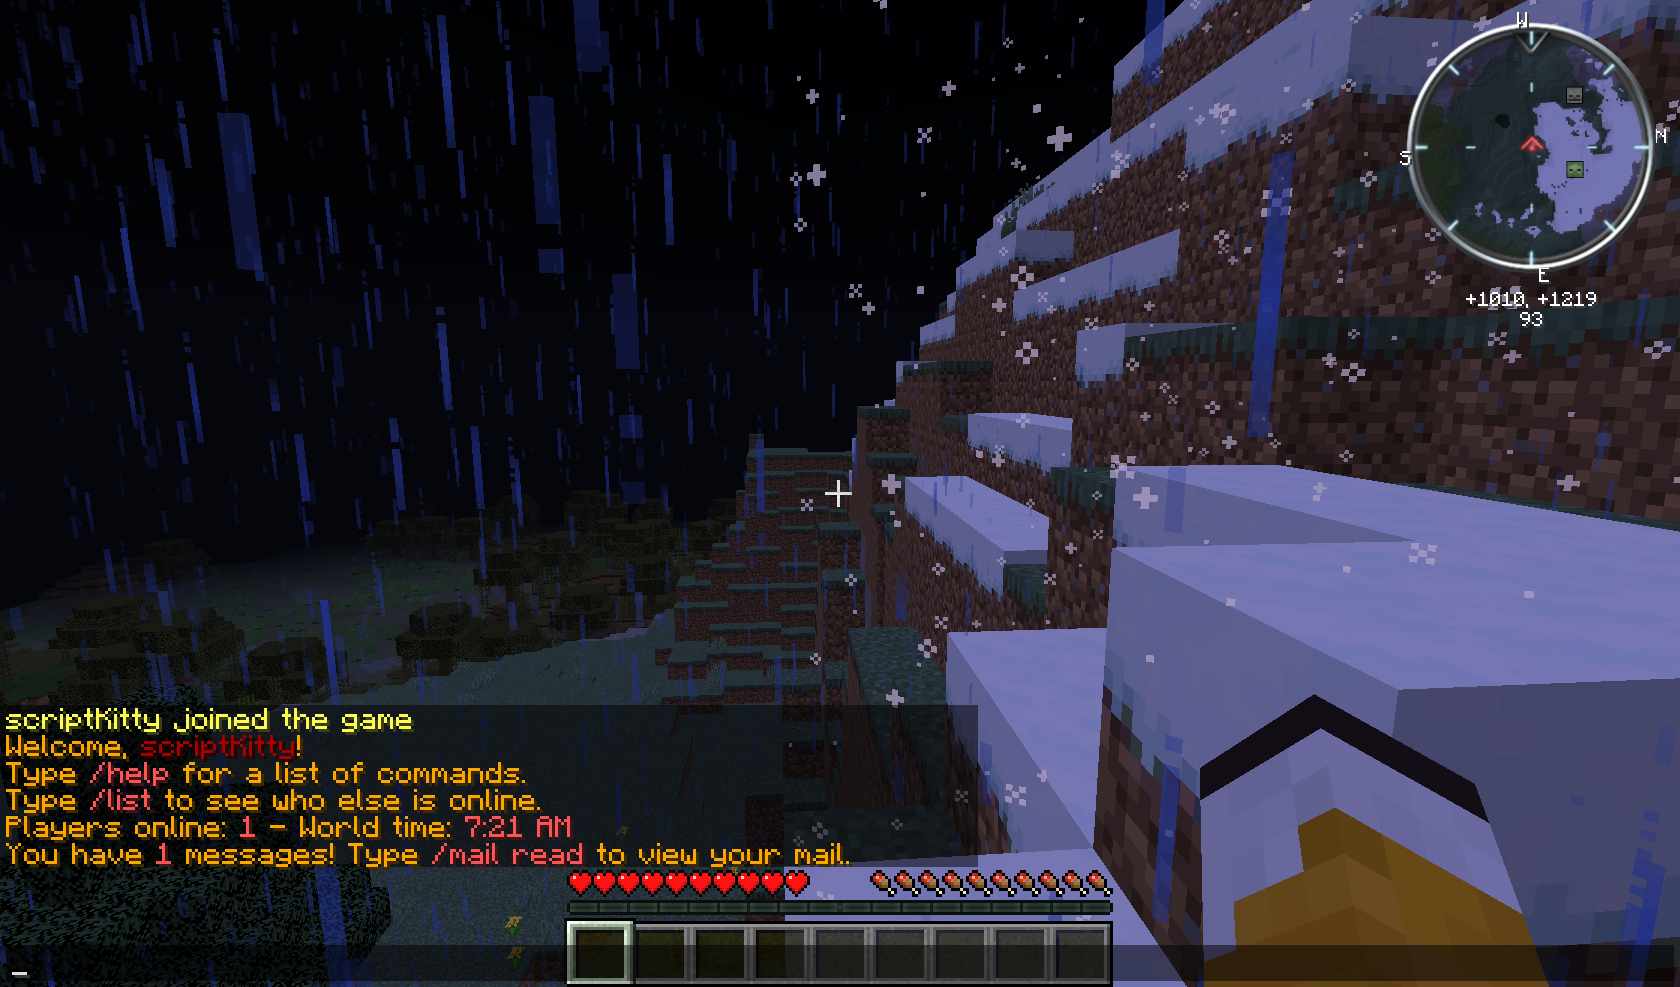 W
N
S
E
+1010, +1219
93
scriptKitty joined the game
Welcome, scriptKitty!
Type /help for a list of commands.
Type /list to see who else is online.
Players online: 1 - World time: 7:21 AM
You have 1 messages! Type /mail read to view your mail.
_